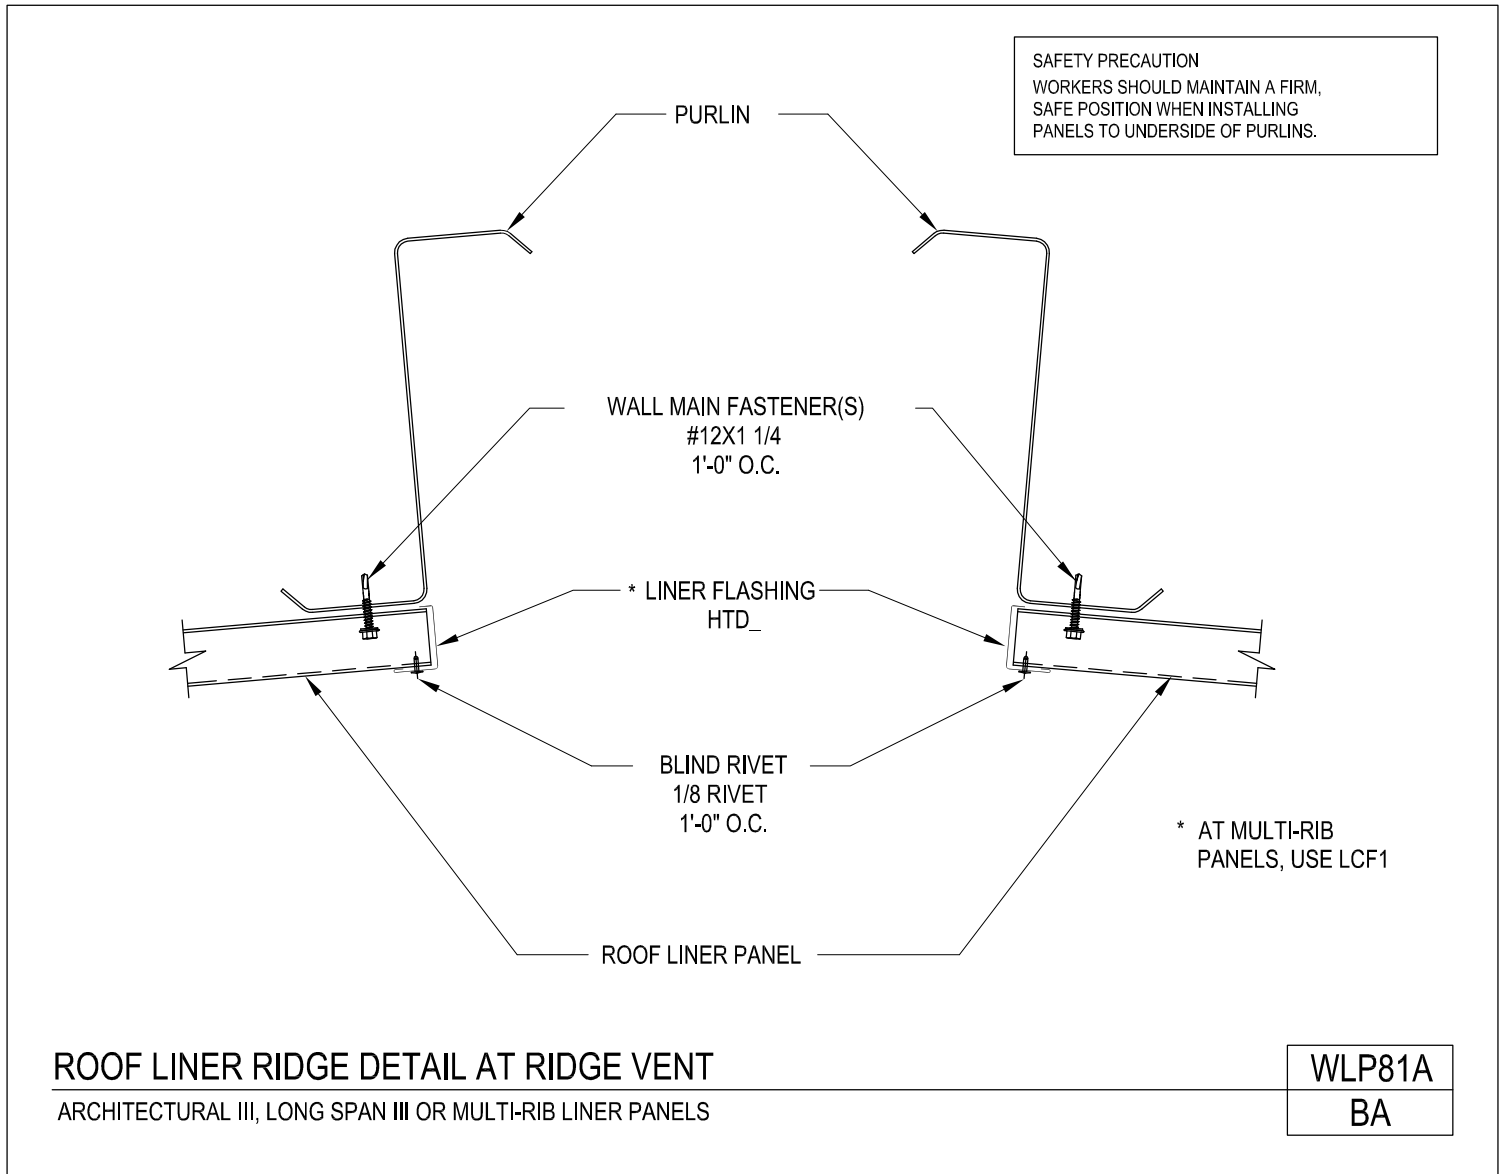 SAFETY PRECAUTION
WORKERS SHOULD MAINTAIN A FIRM,
SAFE POSITION WHEN INSTALLING
PANELS TO UNDERSIDE OF PURLINS.
PURLIN
WALL MAIN FASTENER(S)
#12X1 1/4
1'-0" O.C.
* LINER FLASHING
HTD_
BLIND RIVET
1/8 RIVET
1'-0" O.C.
* AT MULTI-RIB
PANELS, USE LCF1
ROOF LINER PANEL
ROOF LINER RIDGE DETAIL AT RIDGE VENT
ARCHITECTURAL III, LONG SPAN III OR MULTI-RIB LINER PANELS
WLP81A
BA